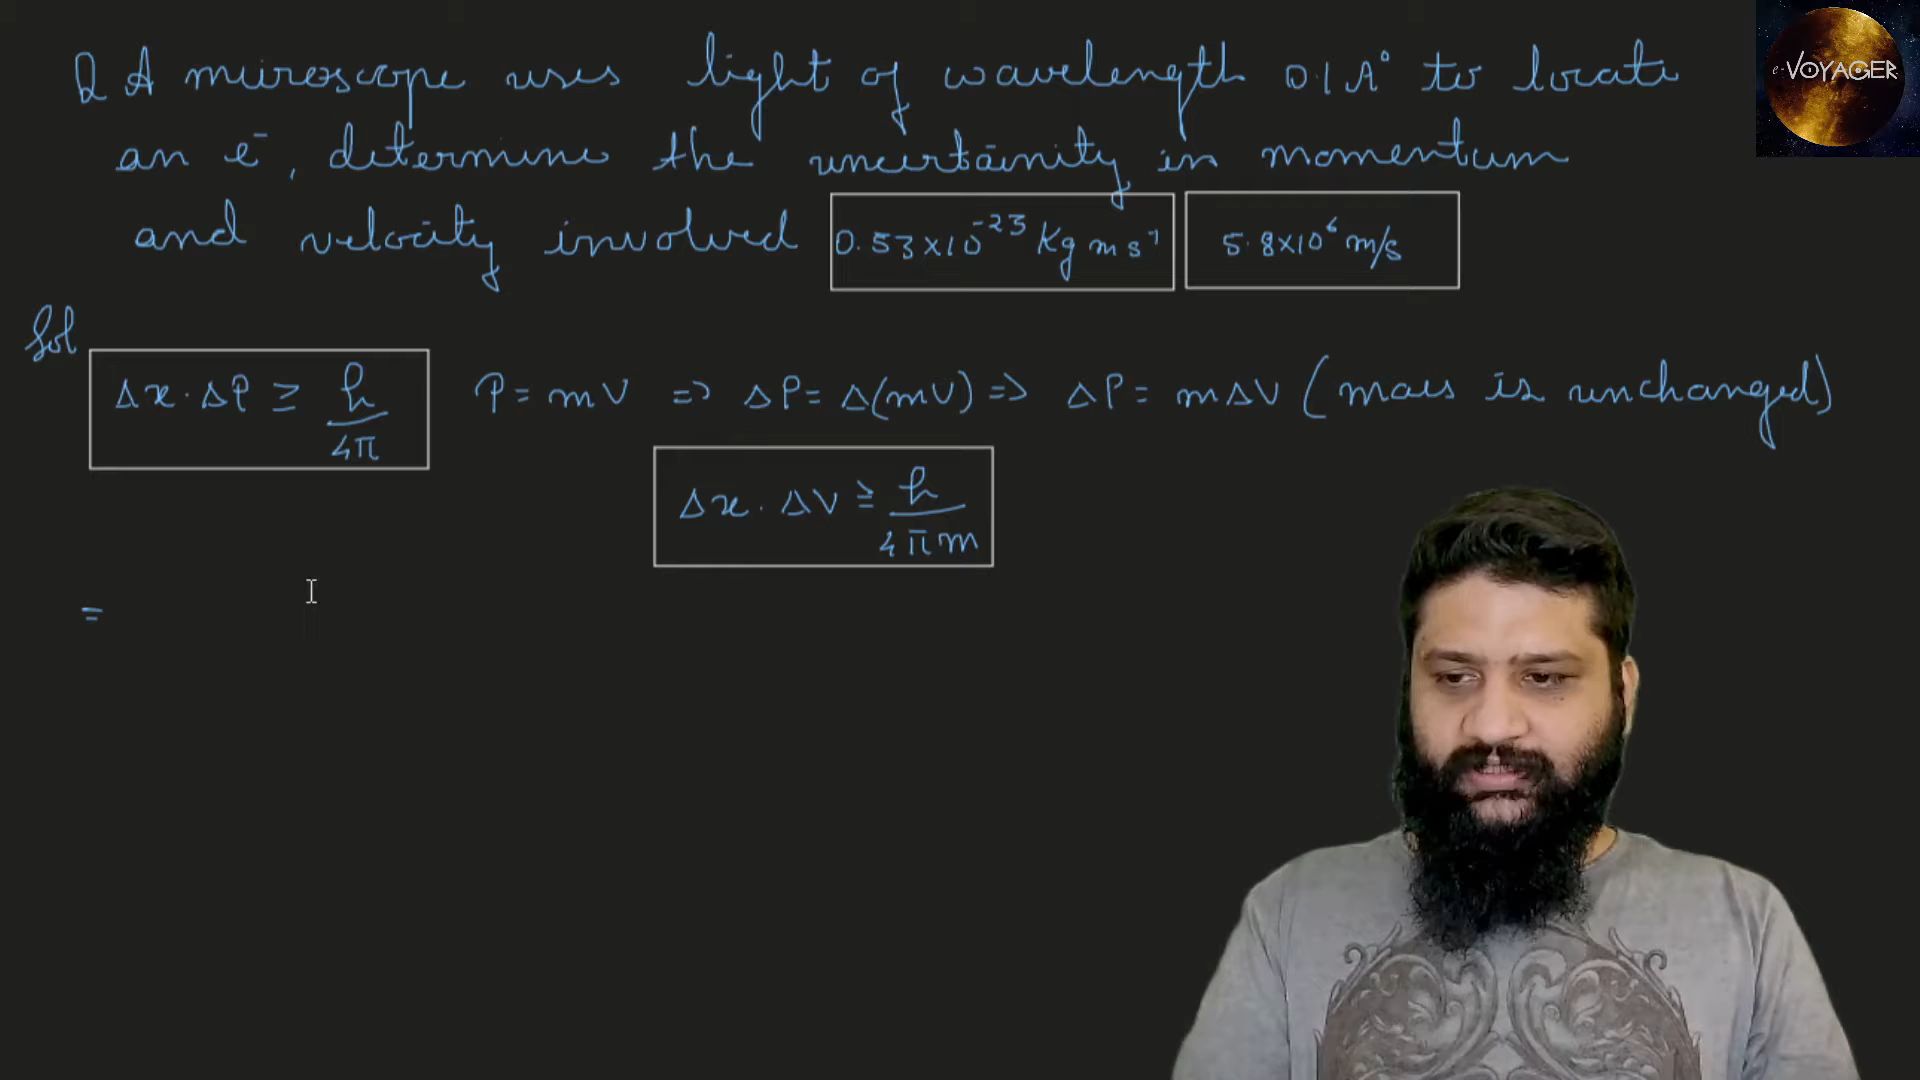 Q A microscope uses light of wavelength 0.1A° to locate
an e⁻, determine the uncertainity in momentum
and velocity involved 0.53×10⁻²³ Kg m s⁻¹ 5.8×10⁶ m/s
Sol
Δx·ΔP ≥ h/4π P = mV => ΔP = Δ(mV) => ΔP = mΔV (mass is unchanged)
Δx·ΔV ≥ h/4πm
=
e-VOYAGER